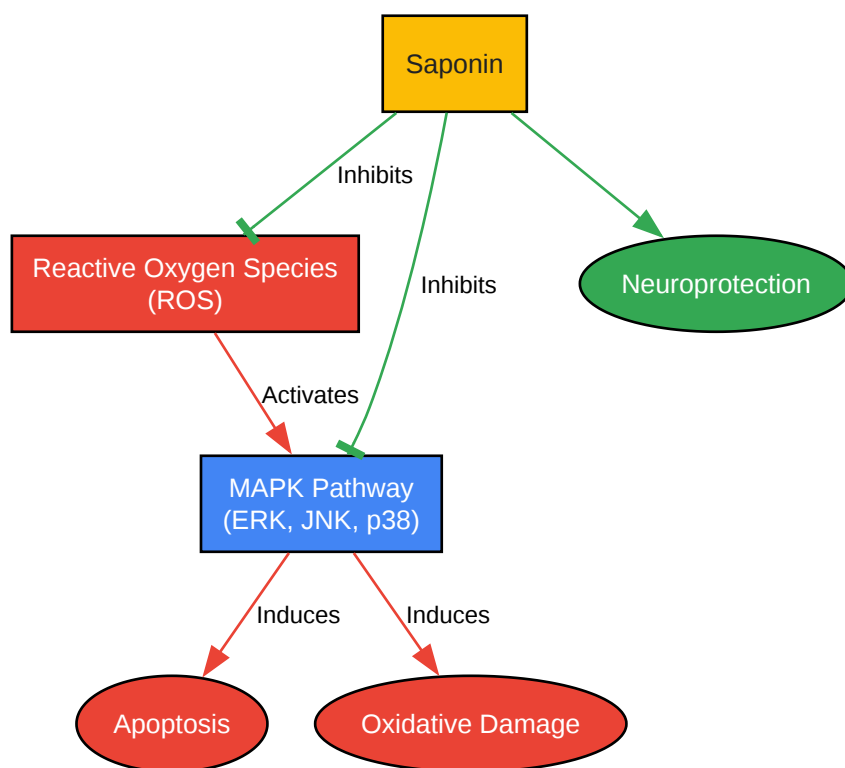 Saponin
Inhibits
Reactive Oxygen Species
(ROS)
Inhibits
Neuroprotection
Activates
MAPK Pathway
(ERK, JNK, p38)
Induces
Induces
Apoptosis
Oxidative Damage